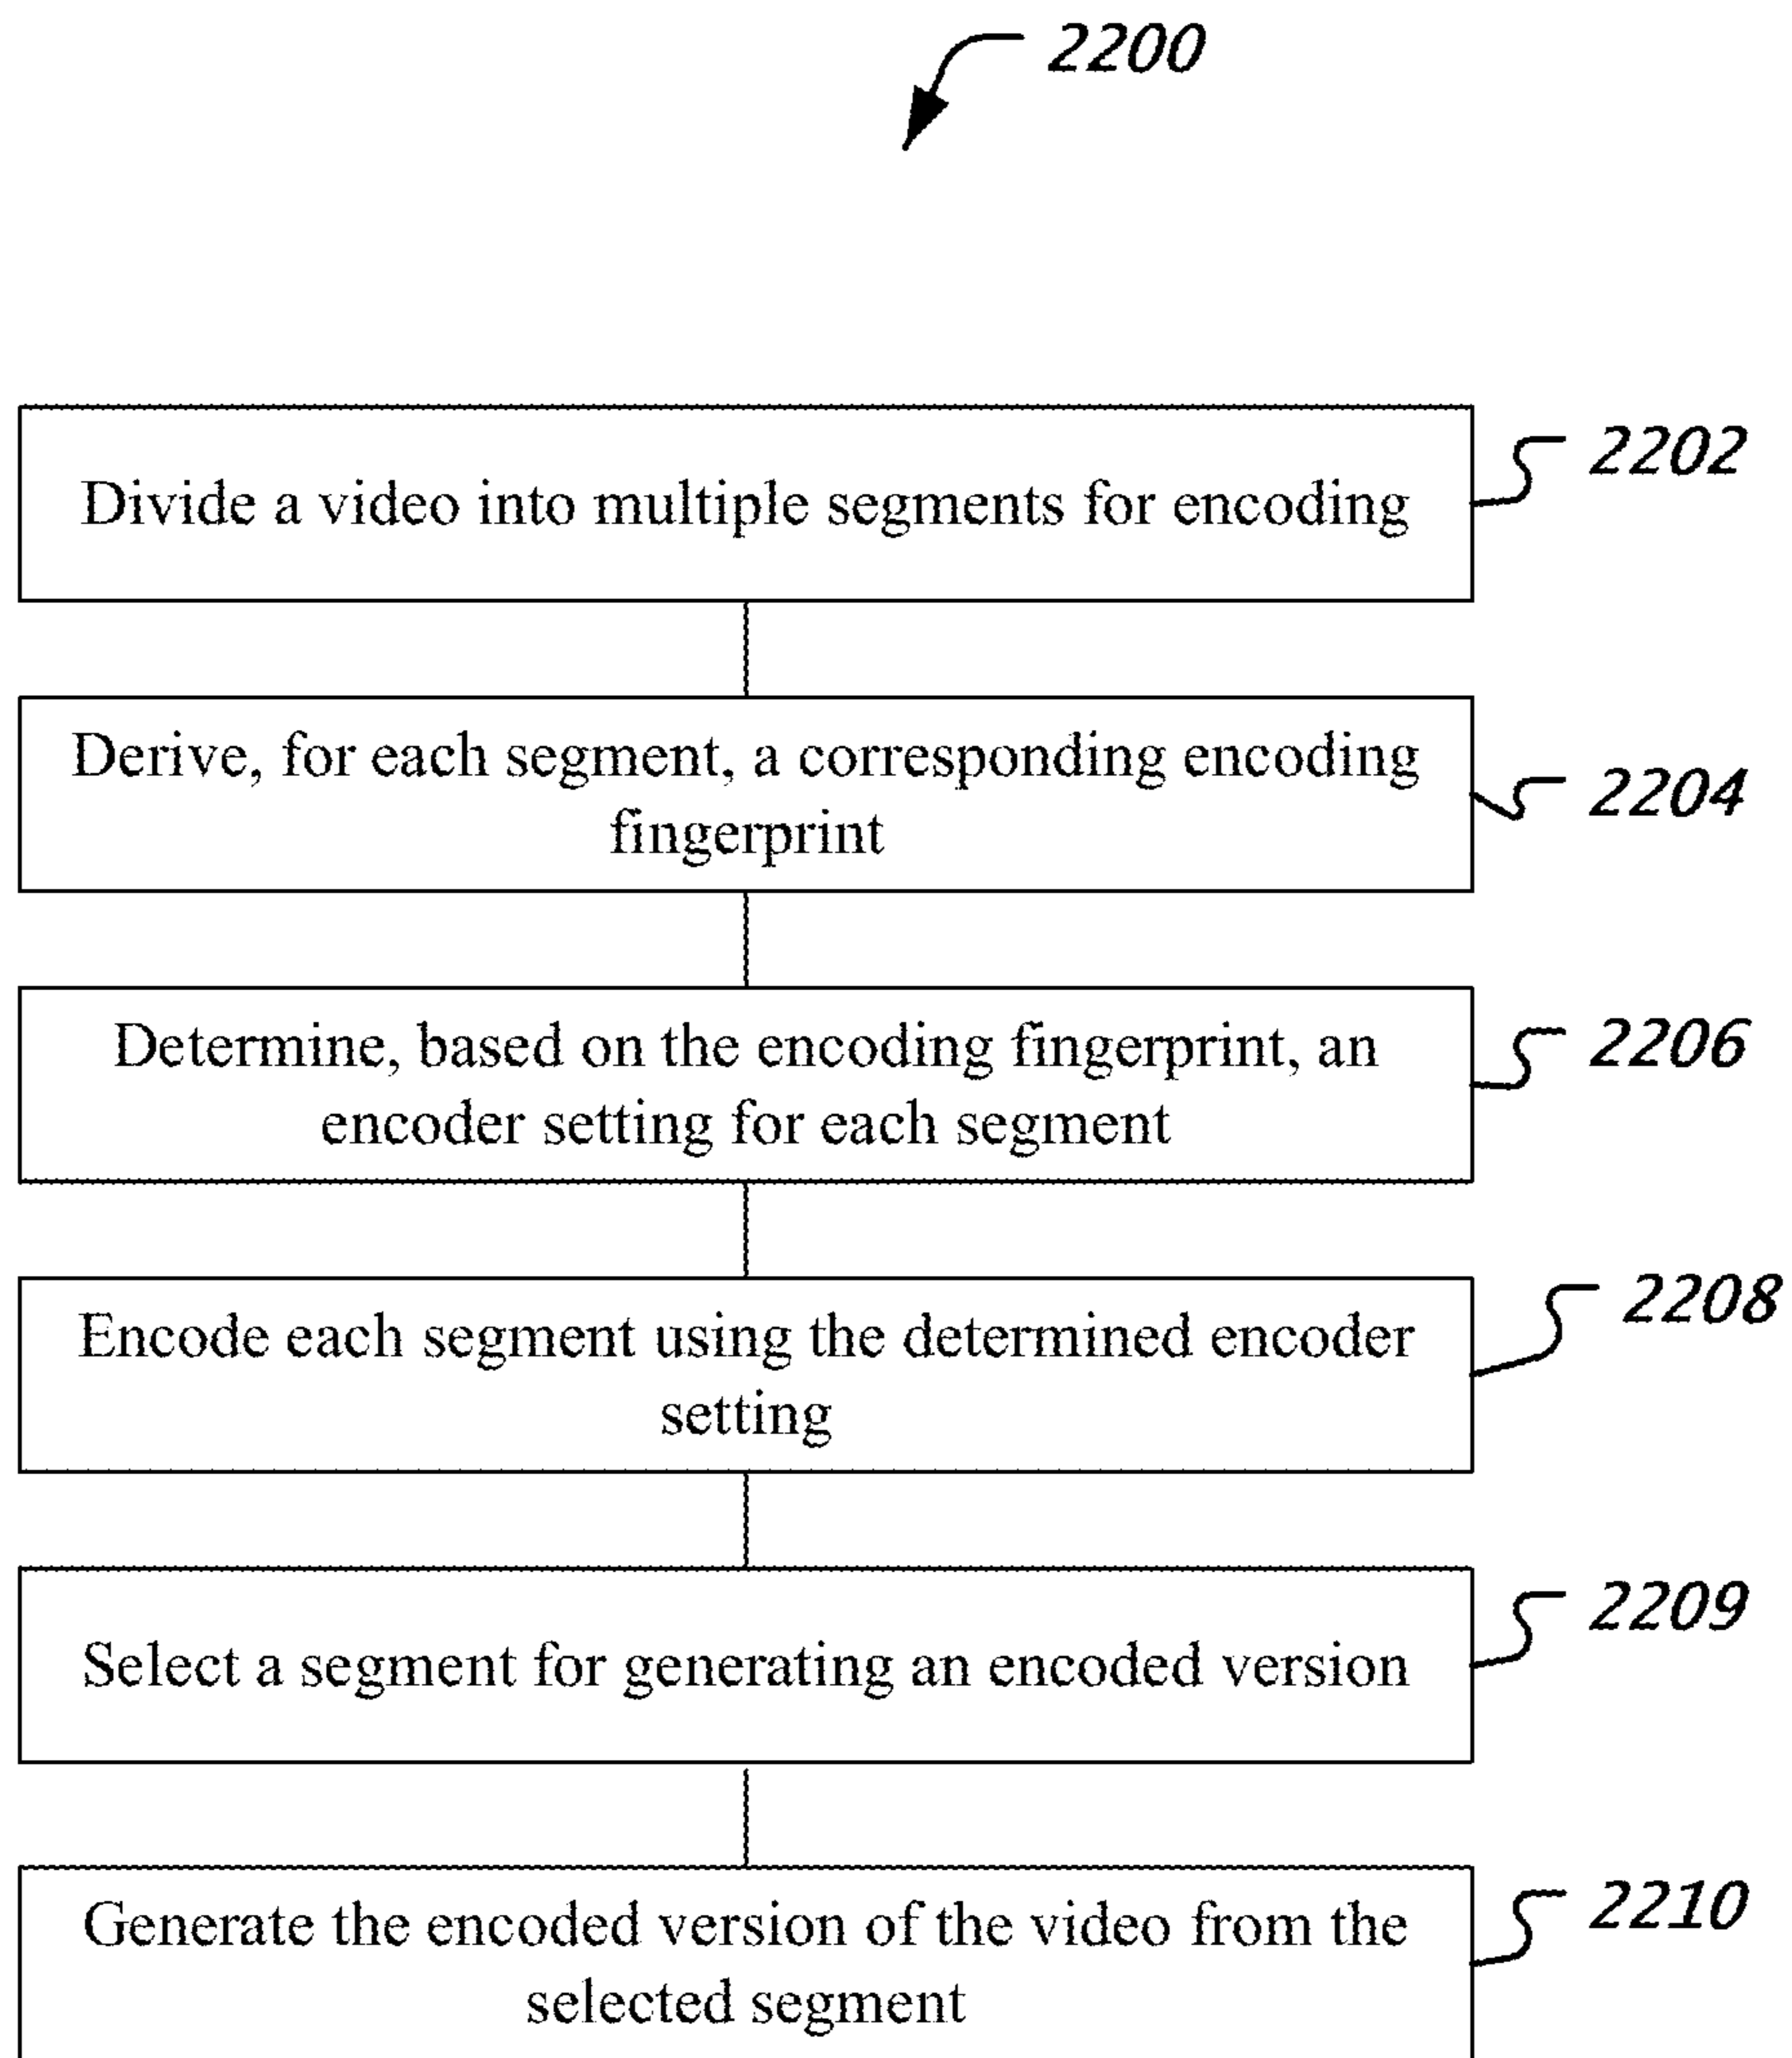 2200
Divide a video into multiple segments for encoding
2202
Derive, for each segment, a corresponding encoding
fingerprint
2204
Determine, based on the encoding fingerprint, an
encoder setting for each segment
2206
Encode each segment using the determined encoder
setting
2208
Select a segment for generating an encoded version
2209
Generate the encoded version of the video from the
selected segment
2210